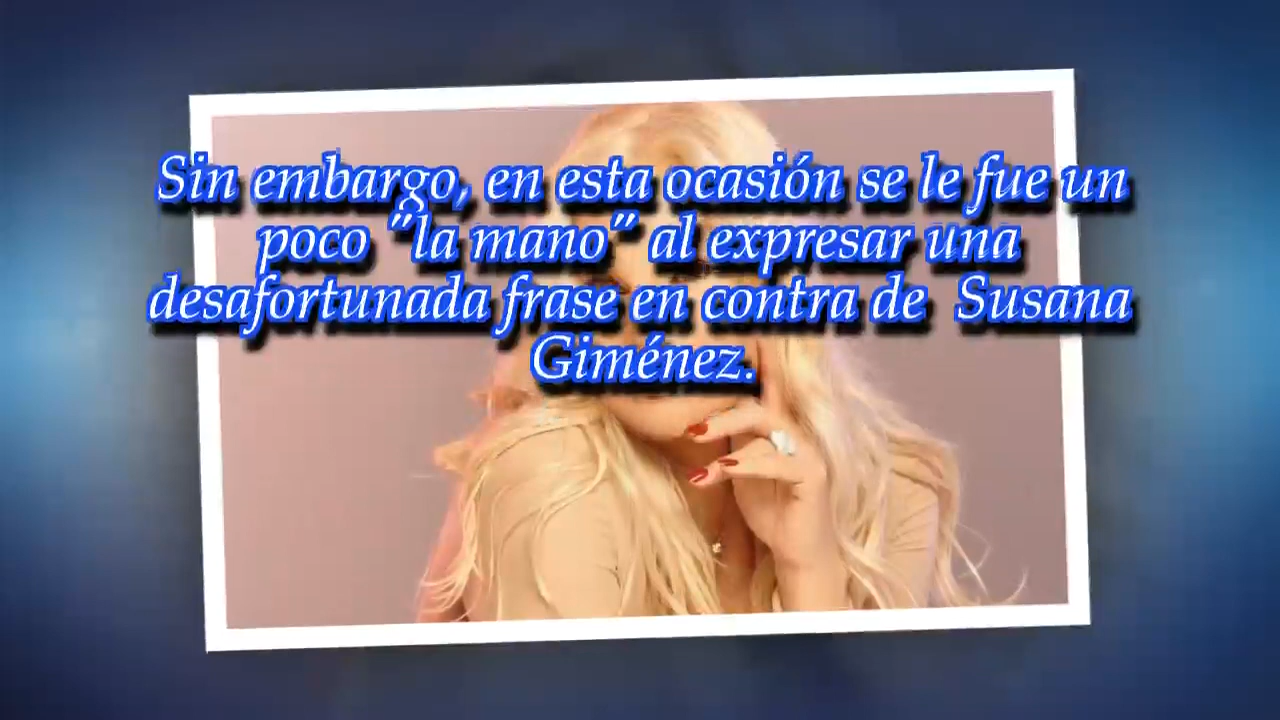 Sin embargo, en esta ocasión se le fue un
poco "la mano" al expresar una
desafortunada frase en contra de  Susana
Giménez.